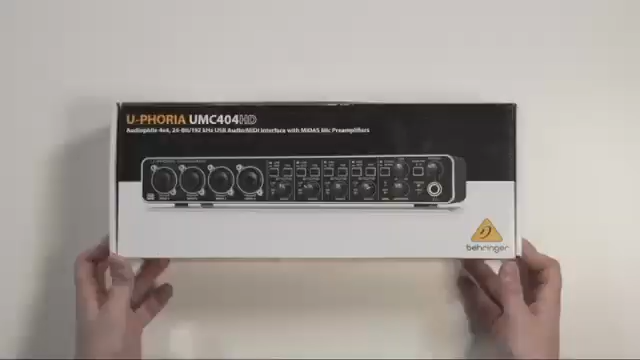 U-PHORIA UMC404HD
Audiophile 4x4, 24-Bit/192 kHz USB Audio/MIDI Interface with MIDAS Mic Preamplifiers
behringer